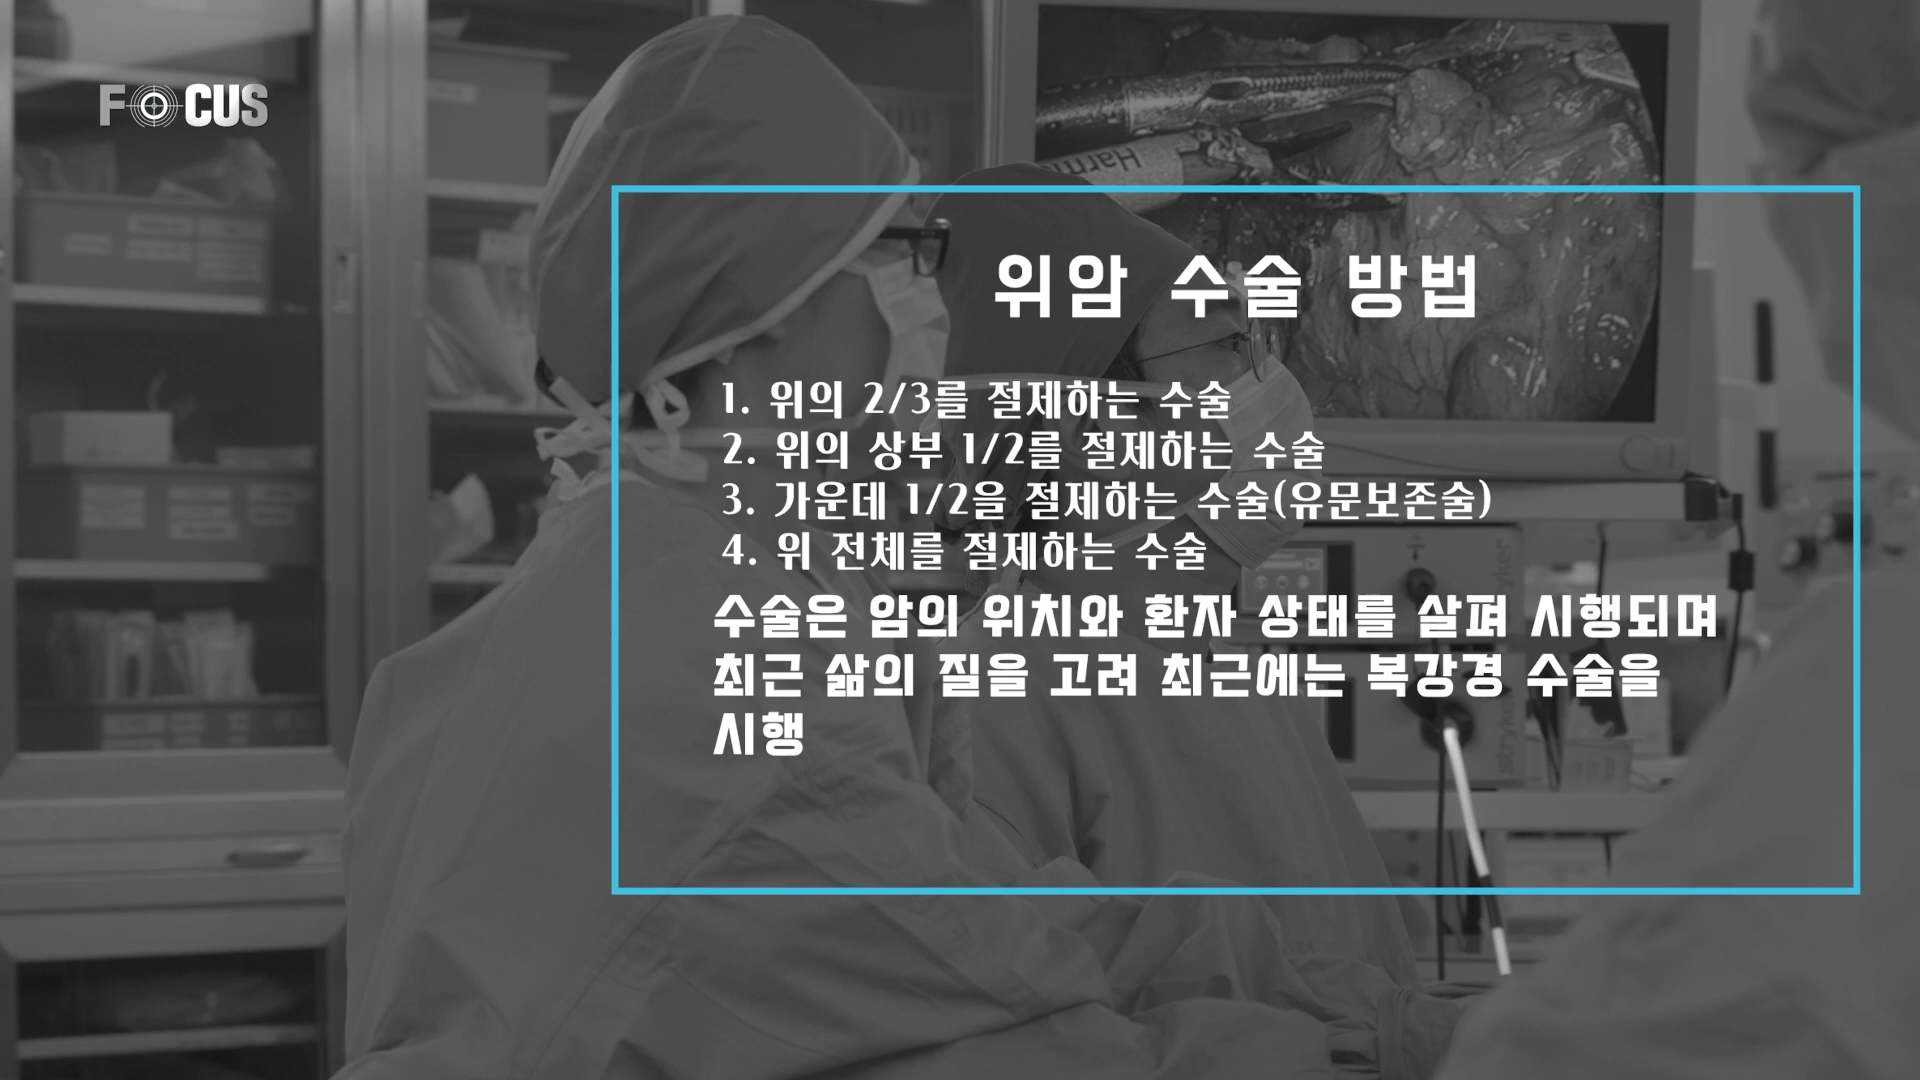 FOCUS
위암 수술 방법
1. 위의 2/3를 절제하는 수술
2. 위의 상부 1/2를 절제하는 수술
3. 가운데 1/2을 절제하는 수술(유문보존술)
4. 위 전체를 절제하는 수술
수술은 암의 위치와 환자 상태를 살펴 시행되며
최근 삶의 질을 고려 최근에는 복강경 수술을
시행
stryker